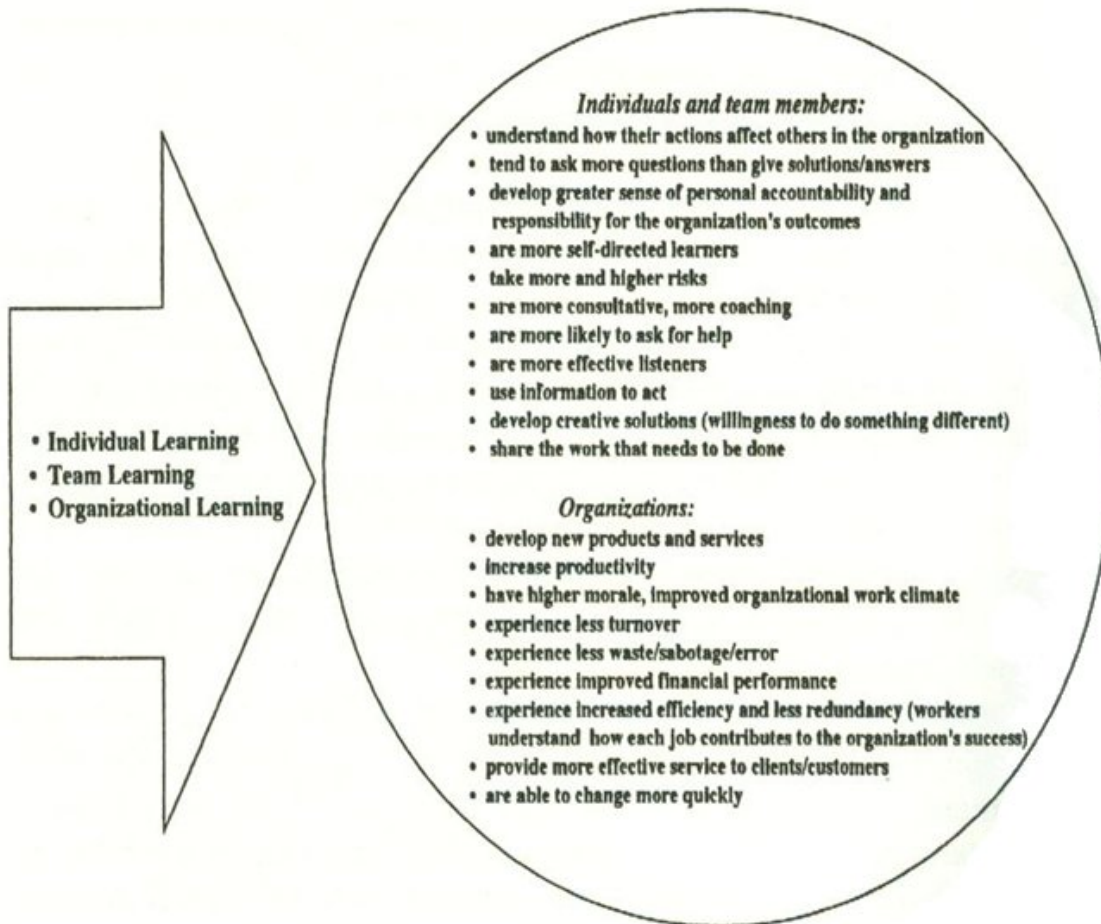 • Individual Learning
• Team Learning
• Organizational Learning
Individuals and team members:
• understand how their actions affect others in the organization
• tend to ask more questions than give solutions/answers
• develop greater sense of personal accountability and
responsibility for the organization's outcomes
• are more self-directed learners
• take more and higher risks
• are more consultative, more coaching
• are more likely to ask for help
• are more effective listeners
• use information to act
• develop creative solutions (willingness to do something different)
• share the work that needs to be done
Organizations:
• develop new products and services
• increase productivity
• have higher morale, improved organizational work climate
• experience less turnover
• experience less waste/sabotage/error
• experience improved financial performance
• experience increased efficiency and less redundancy (workers
understand how each job contributes to the organization's success)
• provide more effective service to clients/customers
• are able to change more quickly